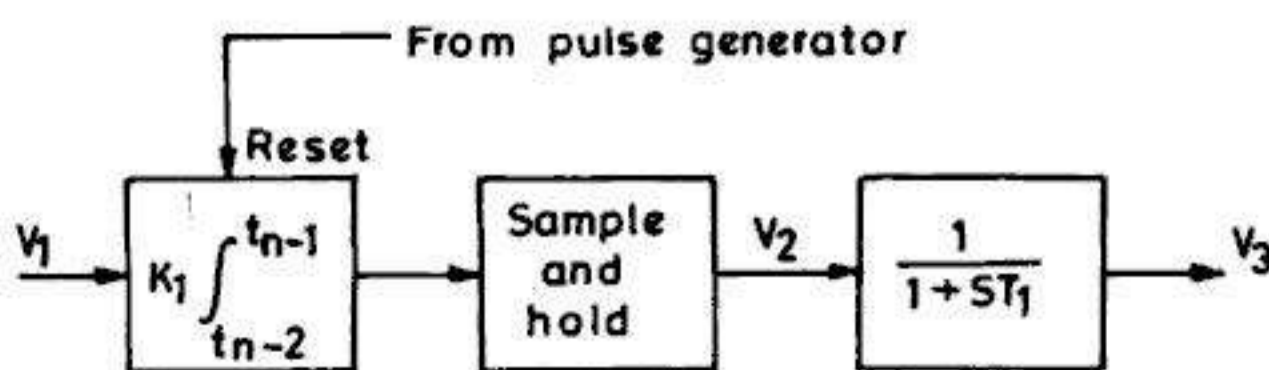 From pulse generator
Reset
V1
K1 ∫ tn-1 tn-2
Sample
and
hold
V2
1
1 + ST1
V3